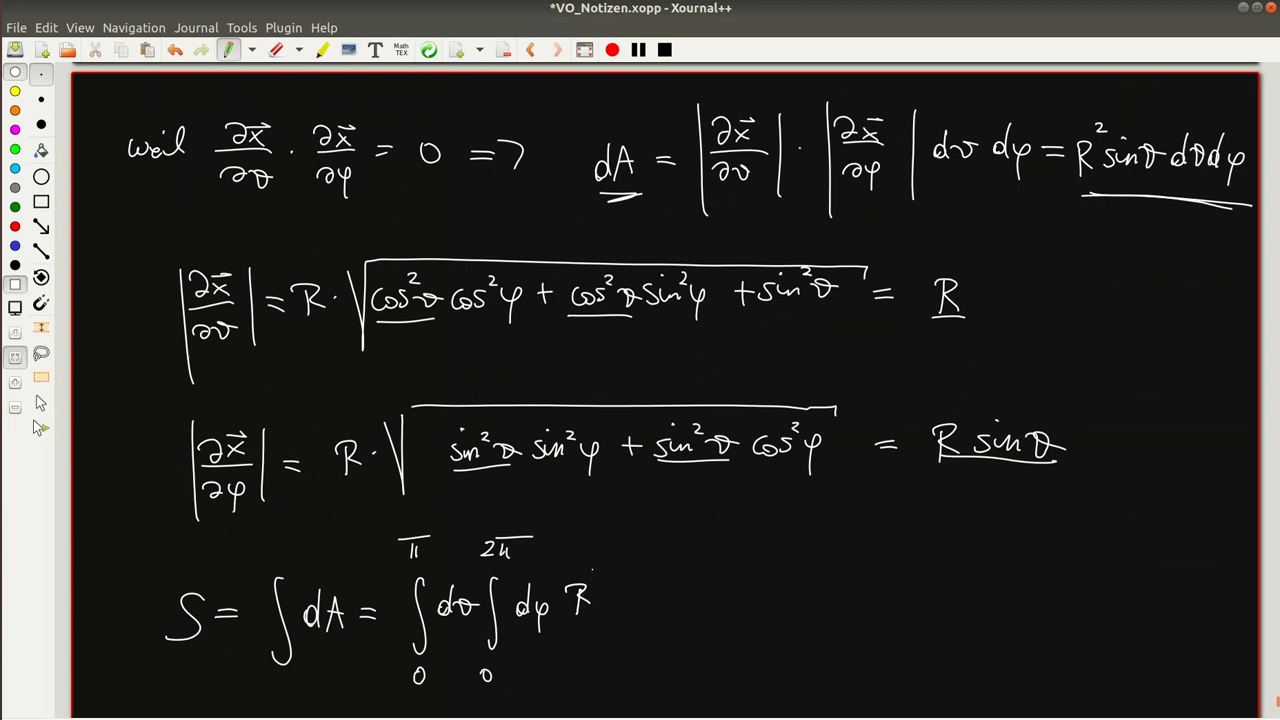 *VO_Notizen.xopp - Xournal++
File Edit View Navigation Journal Tools Plugin Help
weil ∂x⃗/∂ϑ · ∂x⃗/∂φ = 0 => dA = |∂x⃗/∂ϑ| · |∂x⃗/∂φ| dϑ dφ = R² sinϑ dϑ dφ
|∂x⃗/∂ϑ| = R · √(cos²ϑ cos²φ + cos²ϑ sin²φ + sin²ϑ) = R
|∂x⃗/∂φ| = R · √(sin²ϑ sin²φ + sin²ϑ cos²φ) = R sinϑ
S = ∫ dA = ∫₀^π dϑ ∫₀^2π dφ R